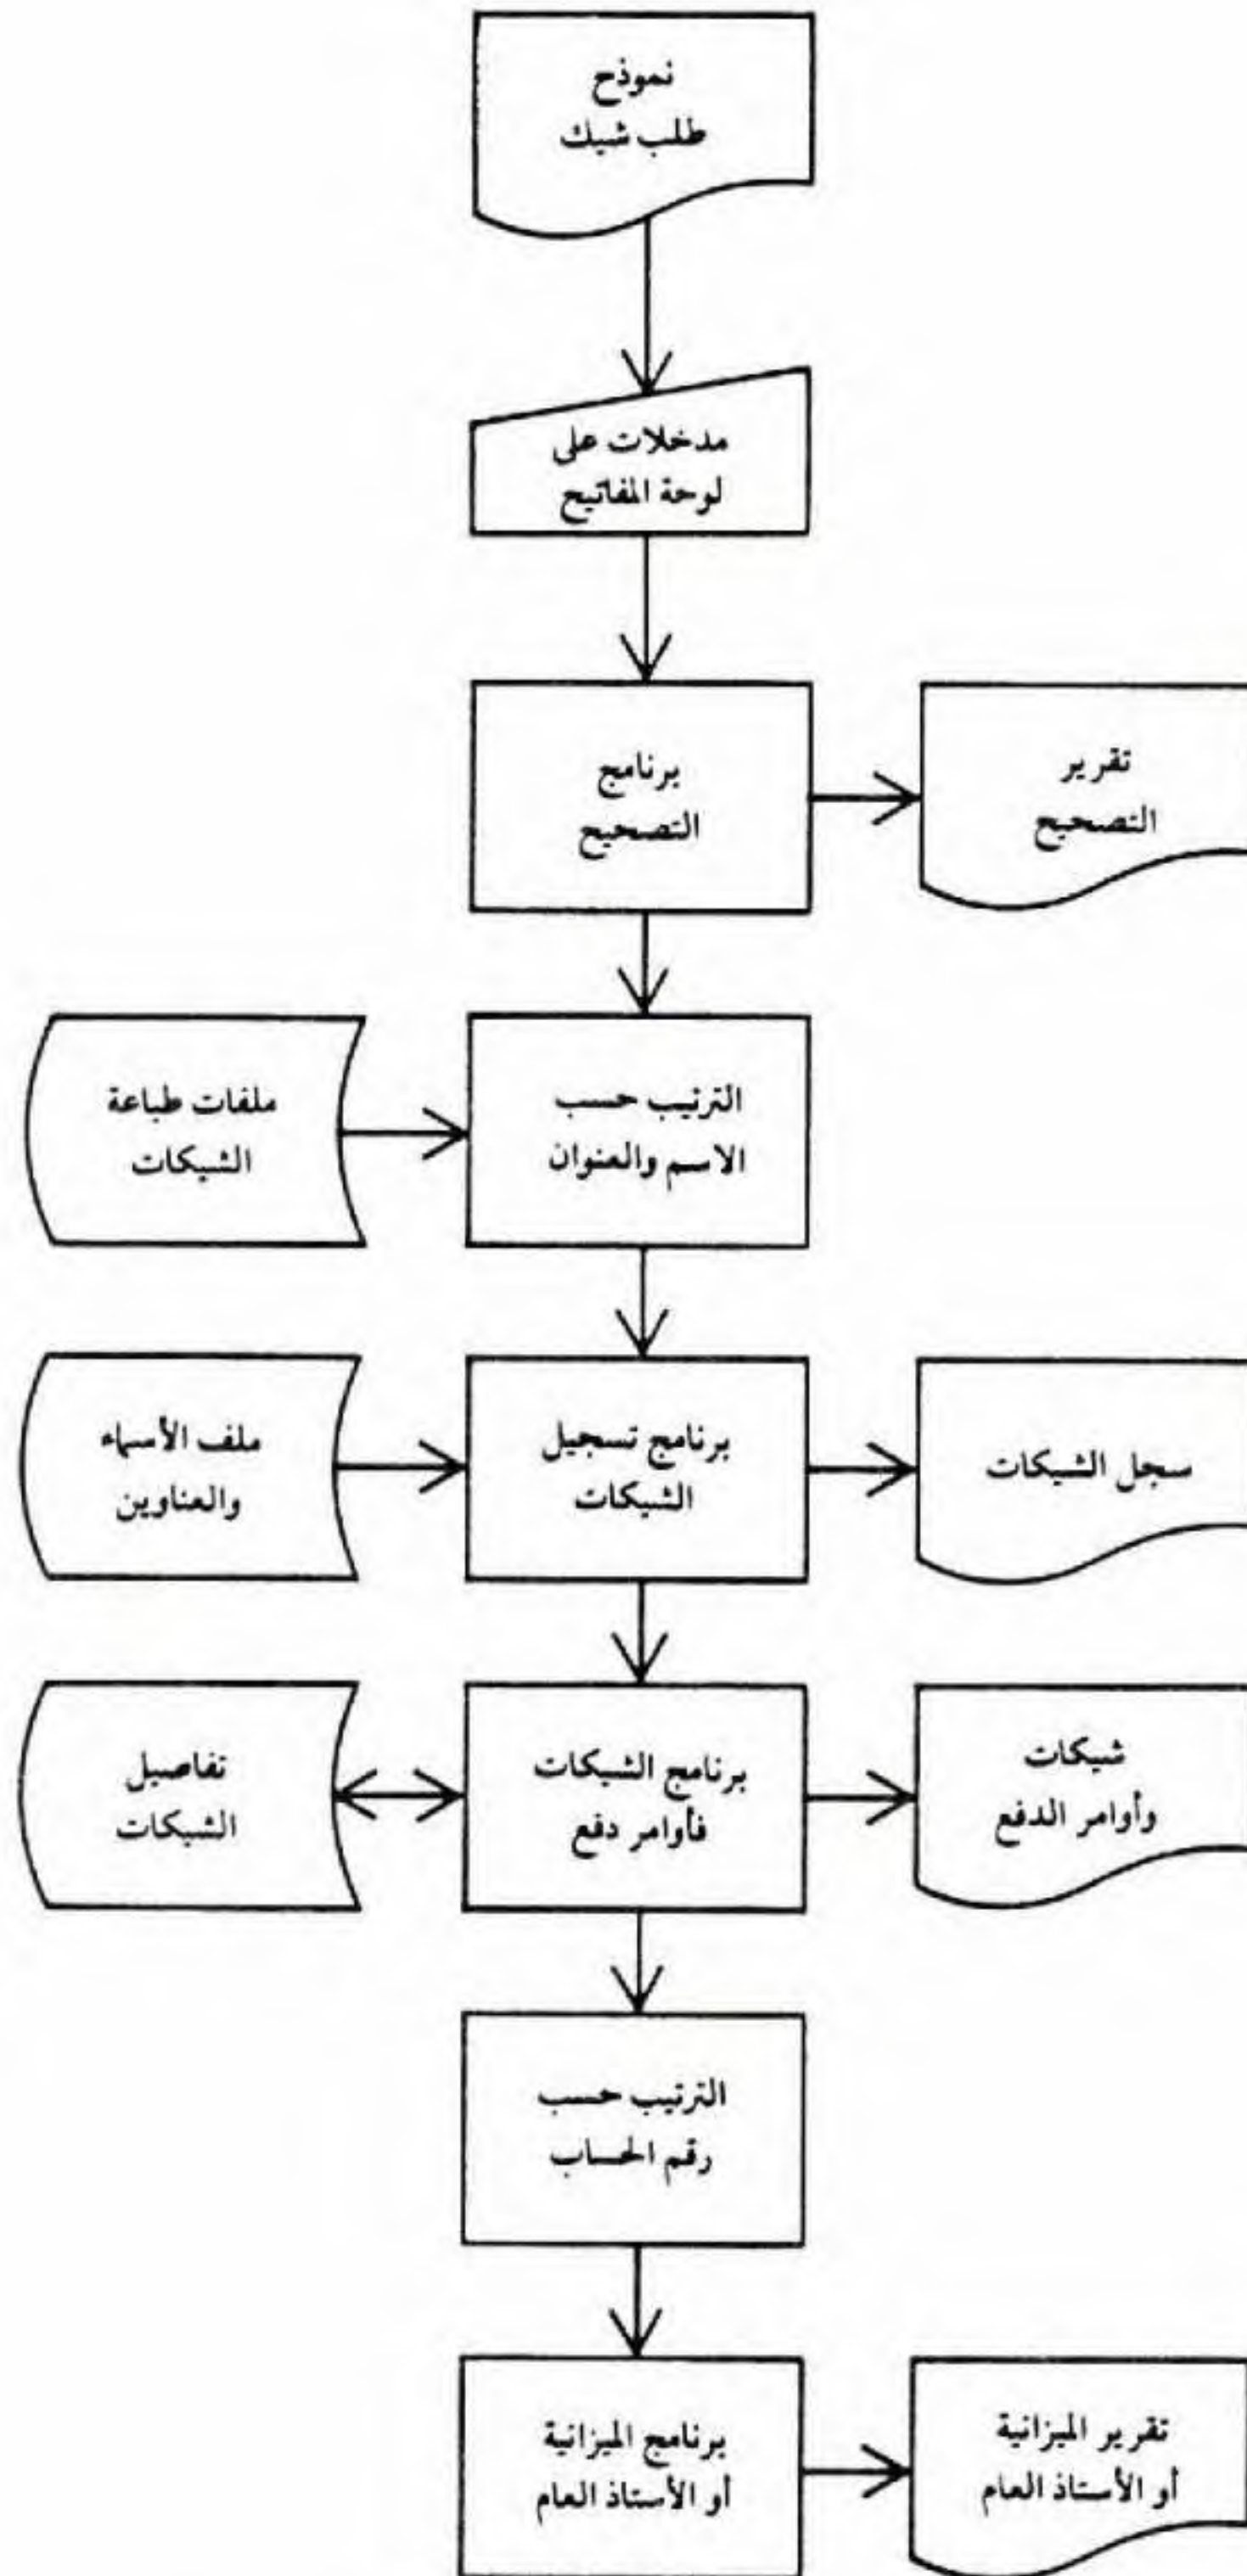 نموذح
طلب شيك
مدخلات على
لوحة المفاتيح
برنامج
التصحيح
تقرير
التصحيح
الترتيب حسب
الاسم والعنوان
ملفات طباعة
الشيكات
برنامج تسجيل
الشيكات
ملف الأسماء
والعناوين
سجل الشيكات
برنامج الشيكات
فأوامر دفع
تفاصيل
الشيكات
شيكات
وأوامر الدفع
الترتيب حسب
رقم الحساب
برنامج الميزانية
أو الأستاذ العام
تقرير الميزانية
أو الأستاذ العام